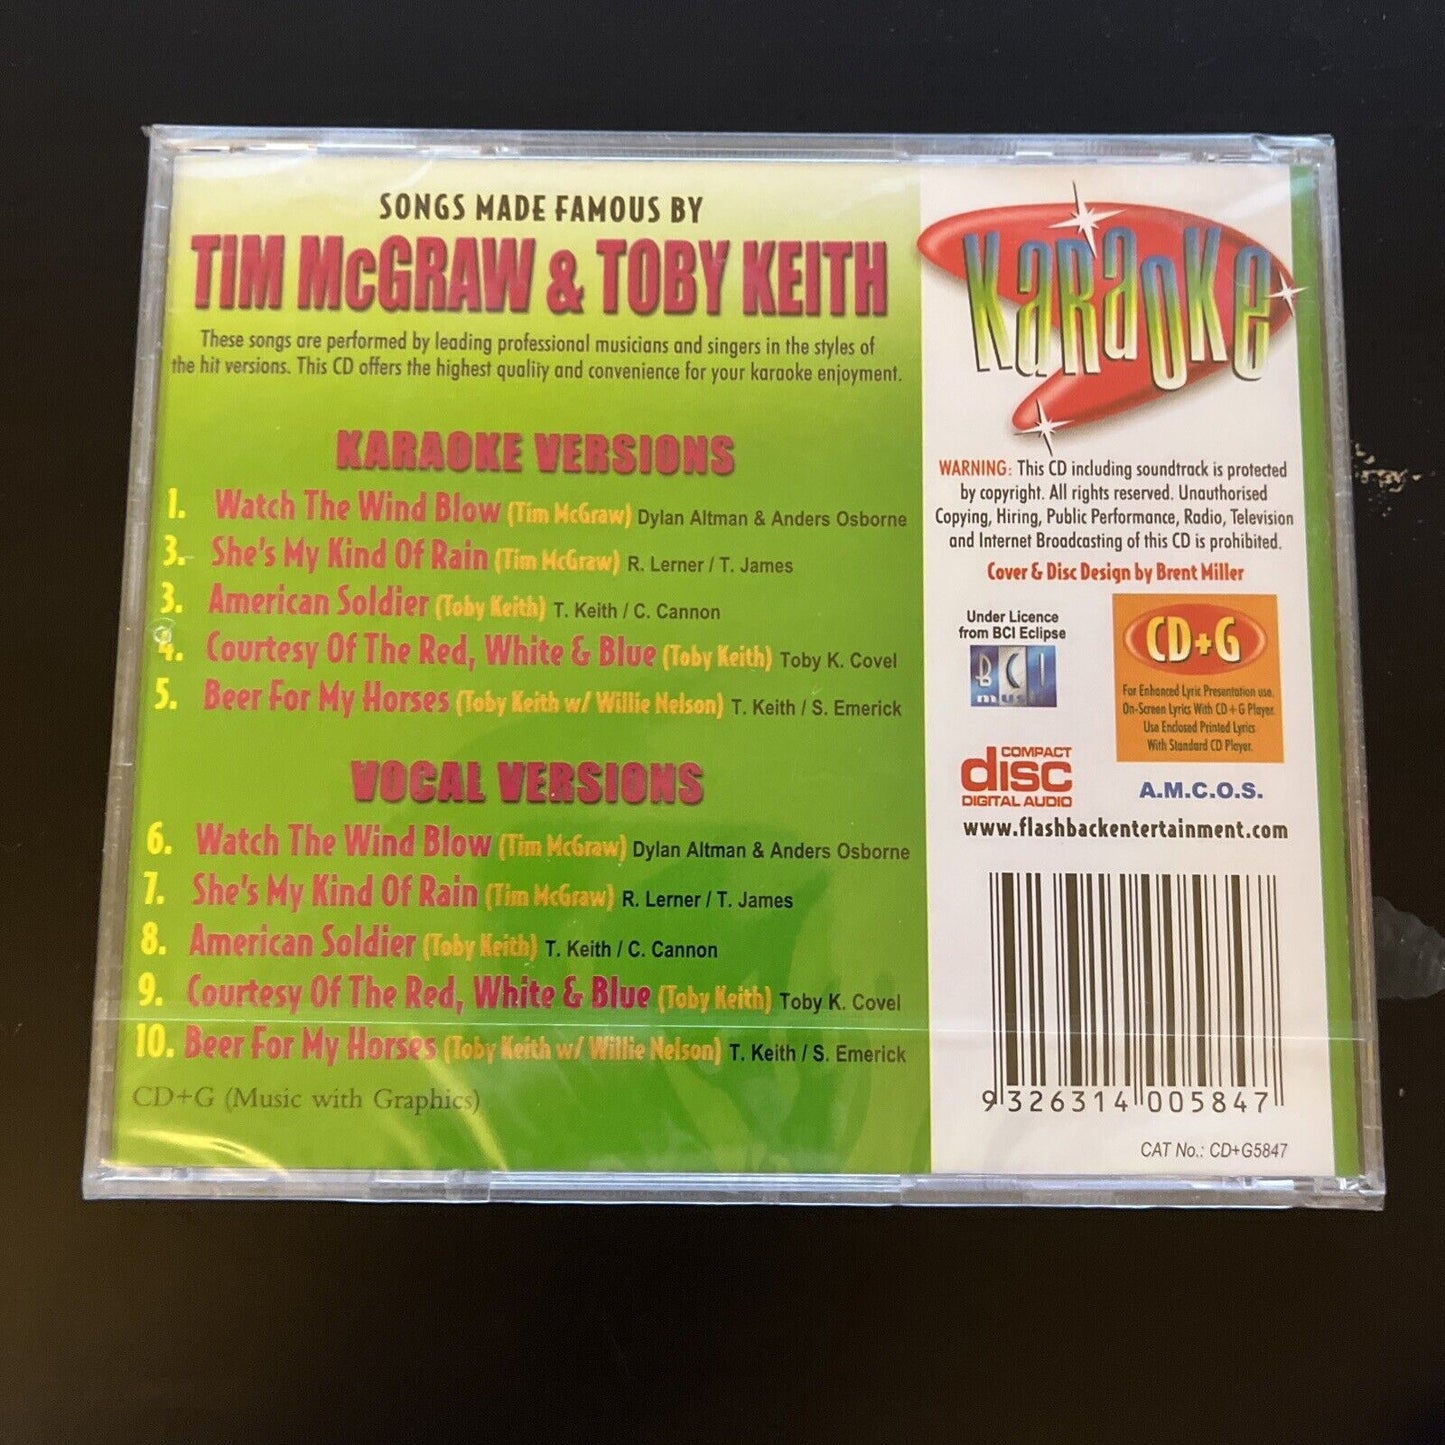 SONGS MADE FAMOUS BY
TIM McGRAW & TOBY KEITH
These songs are performed by leading professional musicians and singers in the styles of
the hit versions. This CD offers the highest quality and convenience for your karaoke enjoyment.
KARAOKE VERSIONS
1. Watch The Wind Blow (Tim McGraw) Dylan Altman & Anders Osborne
3. She's My Kind Of Rain (Tim McGraw) R. Lerner / T. James
3. American Soldier (Toby Keith) T. Keith / C. Cannon
4. Courtesy Of The Red, White & Blue (Toby Keith) Toby K. Covel
5. Beer For My Horses (Toby Keith w/ Willie Nelson) T. Keith / S. Emerick
VOCAL VERSIONS
6. Watch The Wind Blow (Tim McGraw) Dylan Altman & Anders Osborne
7. She's My Kind Of Rain (Tim McGraw) R. Lerner / T. James
8. American Soldier (Toby Keith) T. Keith / C. Cannon
9. Courtesy Of The Red, White & Blue (Toby Keith) Toby K. Covel
10. Beer For My Horses (Toby Keith w/ Willie Nelson) T. Keith / S. Emerick
CD+G (Music with Graphics)
KaRaoKe
WARNING: This CD including soundtrack is protected
by copyright. All rights reserved. Unauthorised
Copying, Hiring, Public Performance, Radio, Television
and Internet Broadcasting of this CD is prohibited.
Cover & Disc Design by Brent Miller
Under Licence
from BCI Eclipse
BCI
music
CD+G
For Enhanced Lyric Presentation use.
On-Screen Lyrics With CD + G Player.
Use Enclosed Printed Lyrics
With Standard CD Player.
COMPACT
disc
DIGITAL AUDIO
A.M.C.O.S.
www.flashbackentertainment.com
9 326314 005847
CAT No.: CD+G5847